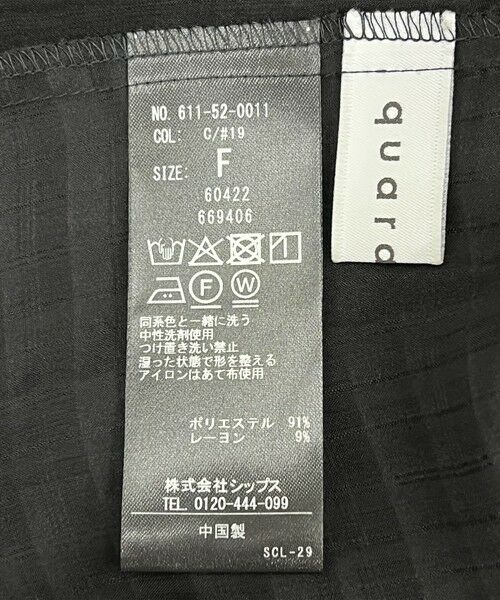 NO. 611-52-0011
COL: C/#19
SIZE: F
60422
669406
F W
同系色と一緒に洗う
中性洗剤使用
つけ置き洗い禁止
湿った状態で形を整える
アイロンはあて布使用
ポリエステル 91%
レーヨン 9%
株式会社シップス
TEL. 0120-444-099
中国製
SCL-29
quara